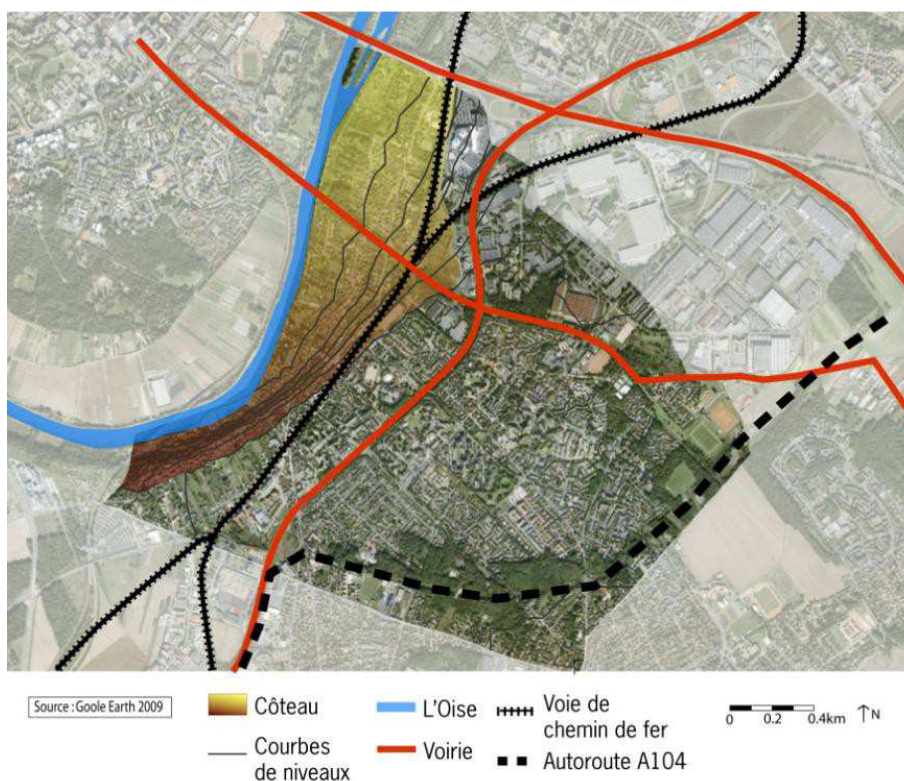 Source : Goole Earth 2009
Côteau
Courbes
de niveaux
L'Oise
Voirie
Voie de
chemin de fer
Autoroute A104
0 0.2 0.4km
N